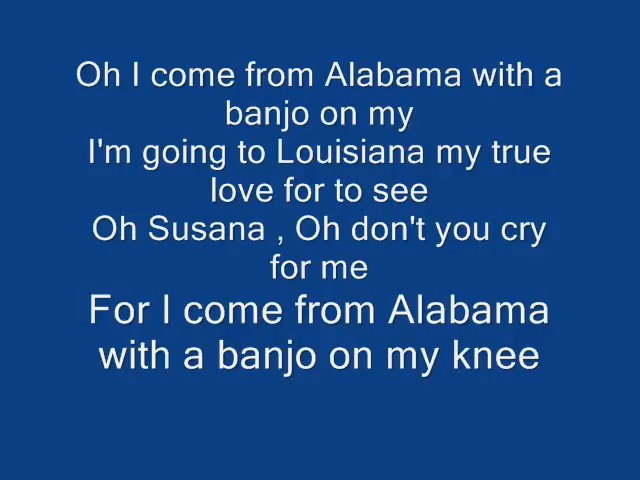 Oh I come from Alabama with a
banjo on my
I'm going to Louisiana my true
love for to see
Oh Susana , Oh don't you cry
for me
For I come from Alabama
with a banjo on my knee